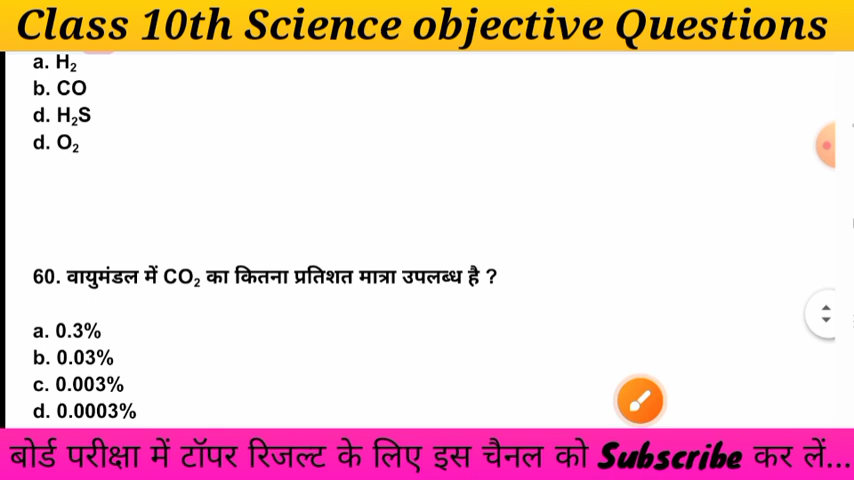 Class 10th Science objective Questions
a. H₂
b. CO
d. H₂S
d. O₂
60. वायुमंडल में CO₂ का कितना प्रतिशत मात्रा उपलब्ध है ?
a. 0.3%
b. 0.03%
c. 0.003%
d. 0.0003%
बोर्ड परीक्षा में टॉपर रिजल्ट के लिए इस चैनल को Subscribe कर लें...